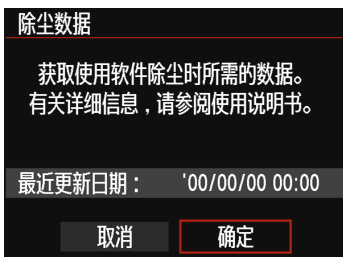 除尘数据
获取使用软件除尘时所需的数据。
有关详细信息，请参阅使用说明书。
最近更新日期： '00/00/00 00:00
取消 确定